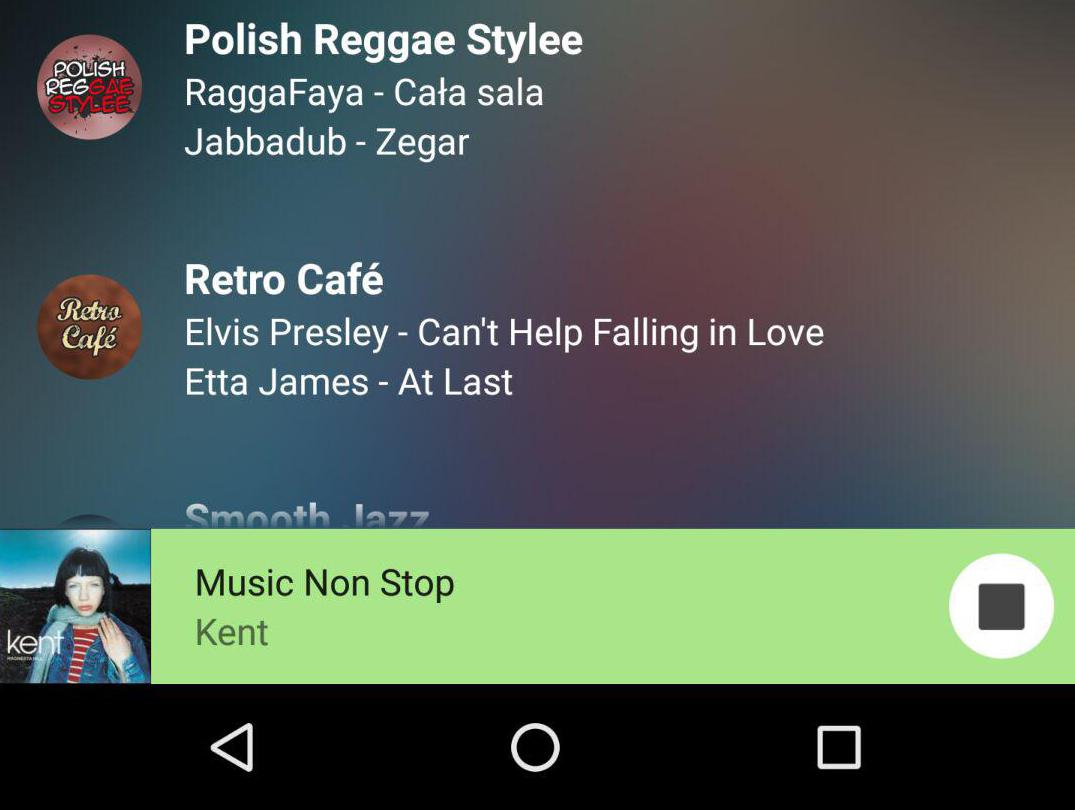 POLISH
REGGAE
STYLEE
Polish Reggae Stylee
RaggaFaya - Cała sala
Jabbadub - Zegar
Retro
Café
Retro Café
Elvis Presley - Can't Help Falling in Love
Etta James - At Last
Smooth Jazz
kent
Music Non Stop
Kent